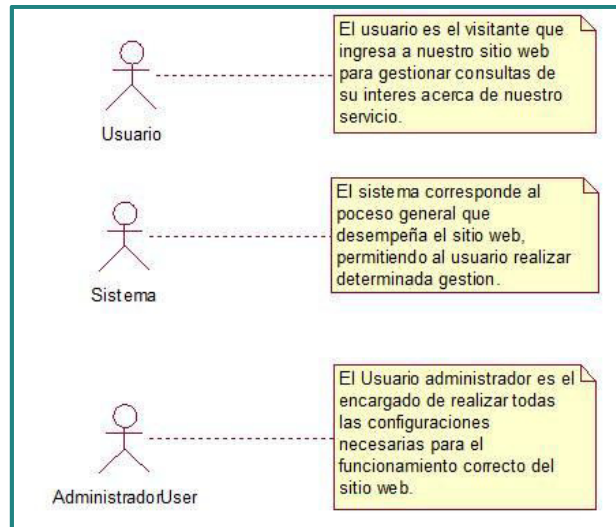 El usuario es el visitante que
ingresa a nuestro sitio web
para gestionar consultas de
su interes acerca de nuestro
servicio.
Usuario
El sistema corresponde al
poceso general que
desempeña el sitio web,
permitiendo al usuario realizar
determinada gestion.
Sistema
El Usuario administrador es el
encargado de realizar todas
las configuraciones
necesarias para el
funcionamiento correcto del
sitio web.
AdministradorUser